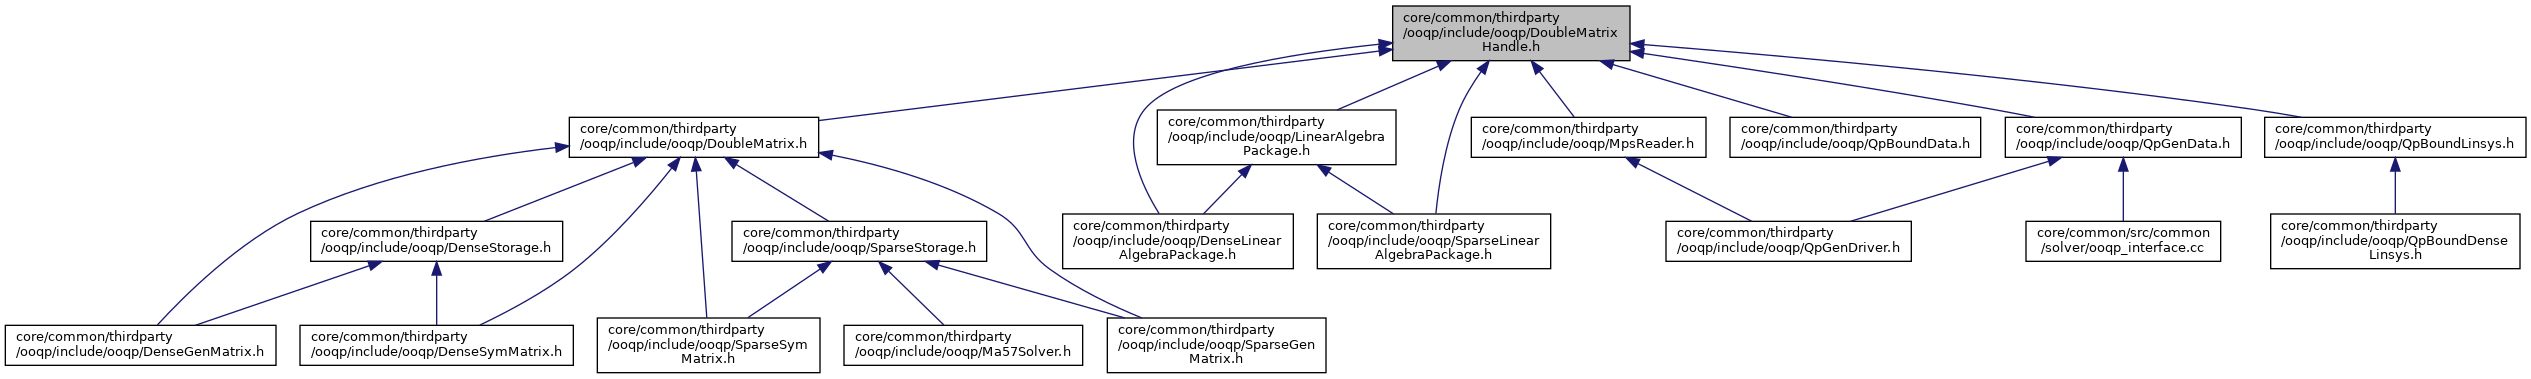 core/common/thirdparty
/ooqp/include/ooqp/DoubleMatrix
Handle.h
core/common/thirdparty
/ooqp/include/ooqp/DoubleMatrix.h
core/common/thirdparty
/ooqp/include/ooqp/LinearAlgebra
Package.h
core/common/thirdparty
/ooqp/include/ooqp/MpsReader.h
core/common/thirdparty
/ooqp/include/ooqp/QpBoundData.h
core/common/thirdparty
/ooqp/include/ooqp/QpGenData.h
core/common/thirdparty
/ooqp/include/ooqp/QpBoundLinsys.h
core/common/thirdparty
/ooqp/include/ooqp/DenseStorage.h
core/common/thirdparty
/ooqp/include/ooqp/SparseStorage.h
core/common/thirdparty
/ooqp/include/ooqp/DenseLinear
AlgebraPackage.h
core/common/thirdparty
/ooqp/include/ooqp/SparseLinear
AlgebraPackage.h
core/common/thirdparty
/ooqp/include/ooqp/QpGenDriver.h
core/common/src/common
/solver/ooqp_interface.cc
core/common/thirdparty
/ooqp/include/ooqp/QpBoundDense
Linsys.h
core/common/thirdparty
/ooqp/include/ooqp/DenseGenMatrix.h
core/common/thirdparty
/ooqp/include/ooqp/DenseSymMatrix.h
core/common/thirdparty
/ooqp/include/ooqp/SparseSym
Matrix.h
core/common/thirdparty
/ooqp/include/ooqp/Ma57Solver.h
core/common/thirdparty
/ooqp/include/ooqp/SparseGen
Matrix.h